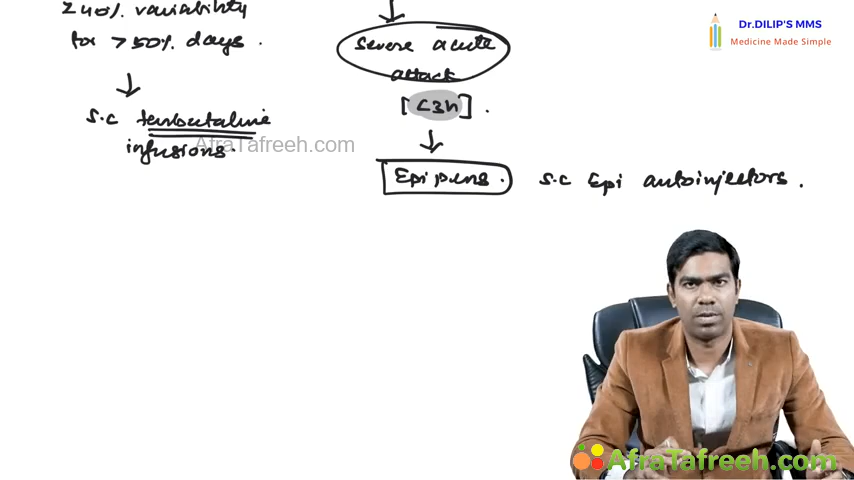 ≥40% variability
for >50% days.
s.c terbutaline
infusions.
Severe acute
attack
[<3h].
Epipens. s.c Epi autoinjectors.
Dr.DILIP'S MMS
Medicine Made Simple
AfraTafreeh.com
AfraTafreeh.com